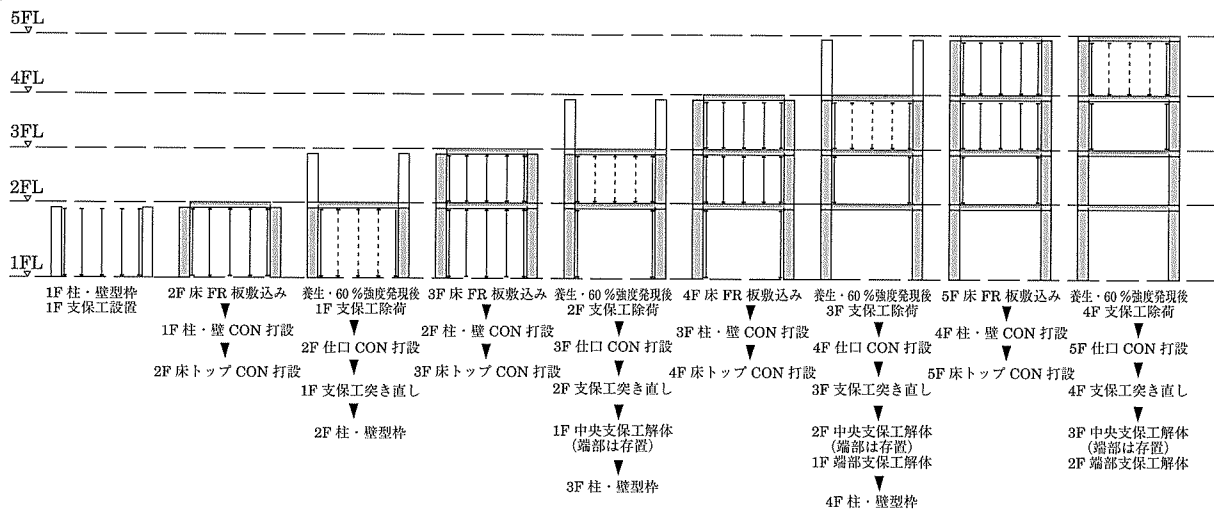 5FL
4FL
3FL
2FL
1FL
1F 柱・壁型枠
1F 支保工設置
2F 床 FR 板敷込み
1F 柱・壁 CON 打設
2F 床トップ CON 打設
養生・60 %強度発現後
1F 支保工除荷
2F 仕口 CON 打設
1F 支保工突き直し
2F 柱・壁型枠
3F 床 FR 板敷込み
2F 柱・壁 CON 打設
3F 床トップ CON 打設
養生・60 %強度発現後
2F 支保工除荷
3F 仕口 CON 打設
2F 支保工突き直し
1F 中央支保工解体
(端部は存置)
3F 柱・壁型枠
4F 床 FR 板敷込み
3F 柱・壁 CON 打設
4F 床トップ CON 打設
養生・60 %強度発現後
3F 支保工除荷
4F 仕口 CON 打設
3F 支保工突き直し
2F 中央支保工解体
(端部は存置)
1F 端部支保工解体
4F 柱・壁型枠
5F 床 FR 板敷込み
4F 柱・壁 CON 打設
5F 床トップ CON 打設
養生・60 %強度発現後
4F 支保工除荷
5F 仕口 CON 打設
4F 支保工突き直し
3F 中央支保工解体
(端部は存置)
2F 端部支保工解体